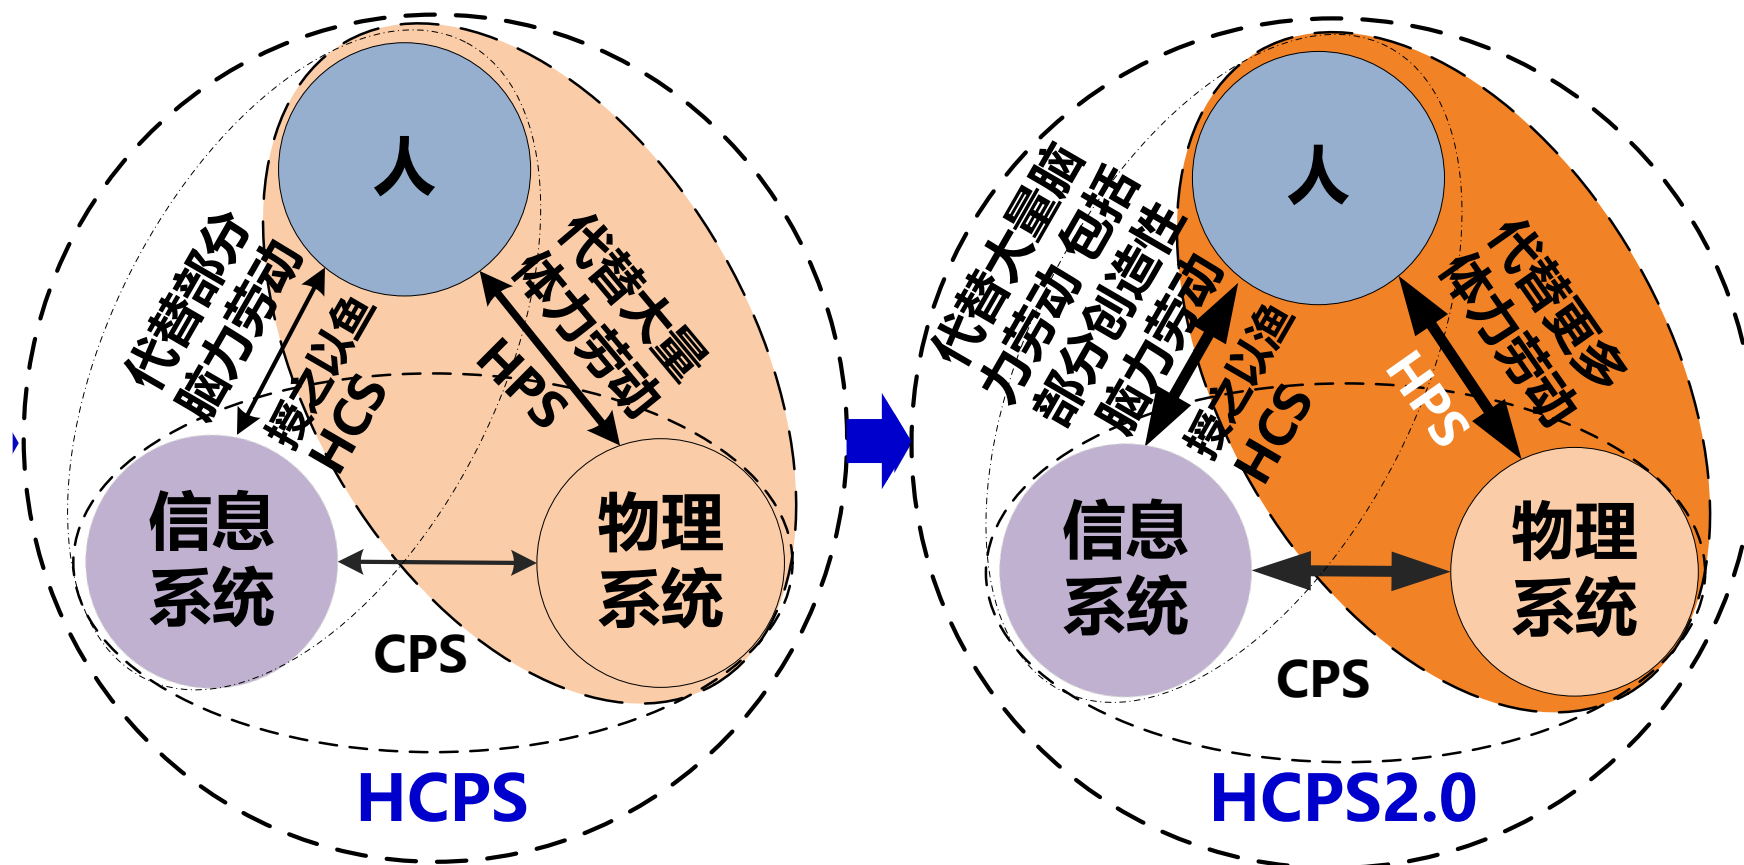 人
代替部分
脑力劳动
授之以鱼
HCS
代替大量
体力劳动
HPS
信息
系统
物理
系统
CPS
HCPS
人
代替大量脑
力劳动 包括
部分创造性
脑力劳动
授之以渔
HCS
代替更多
体力劳动
HPS
信息
系统
物理
系统
CPS
HCPS2.0